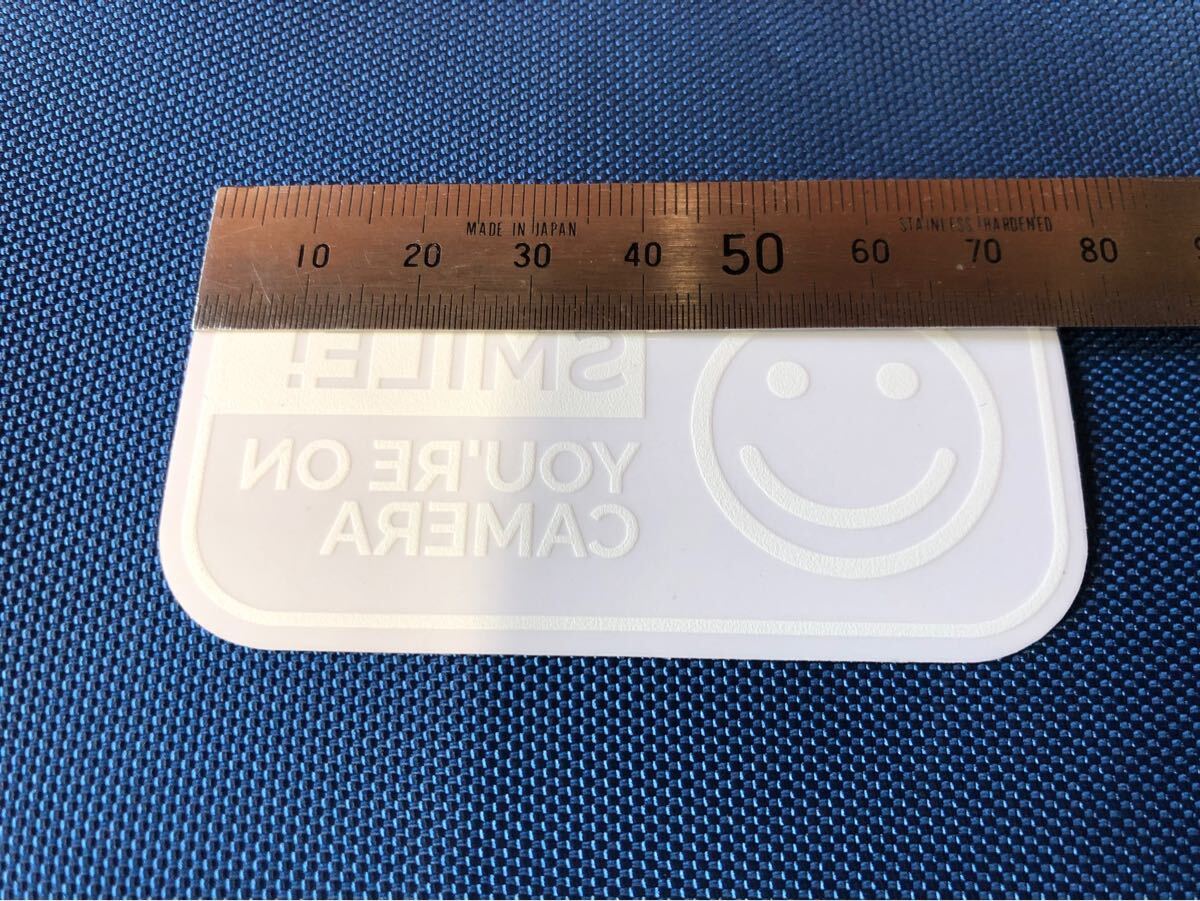 MADE IN JAPAN
STAINLESS HARDENED
10 20 30 40 50 60 70 80
SMILE!
YOU'RE ON
CAMERA